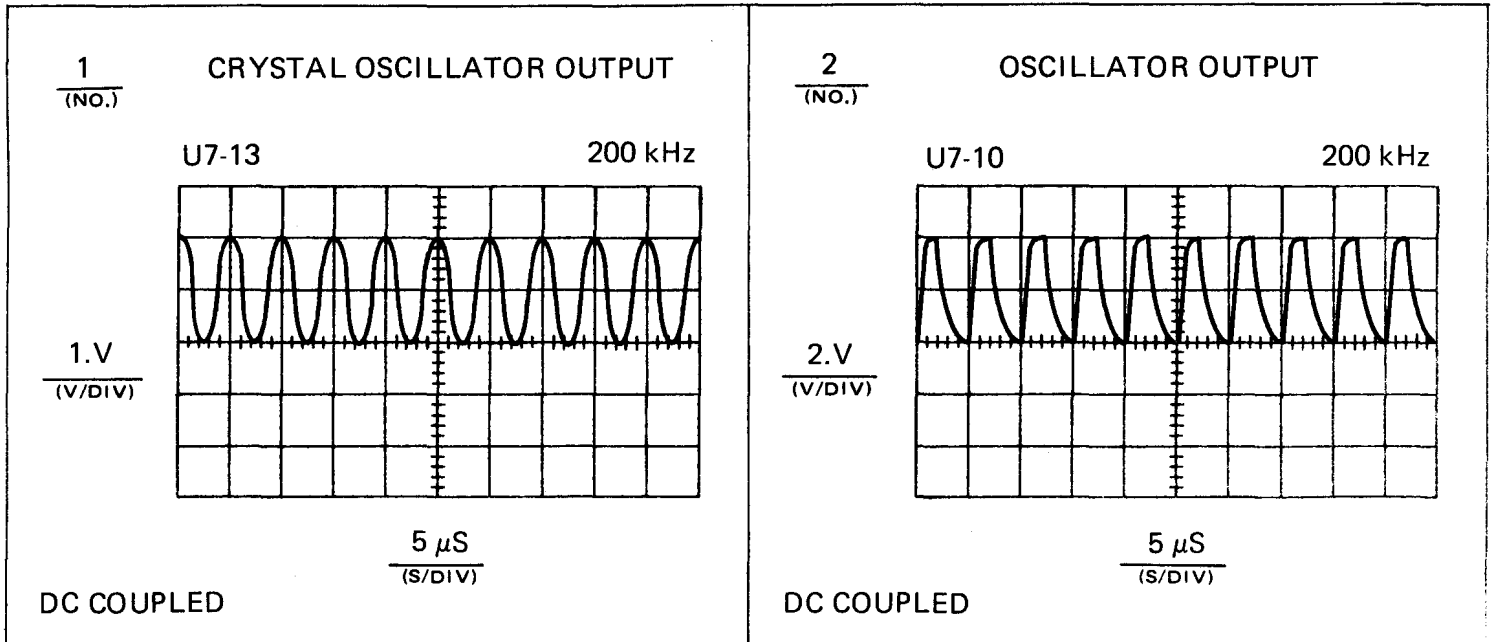 1
(NO.)
CRYSTAL OSCILLATOR OUTPUT
U7-13
200 kHz
1.V
(V/DIV)
5 μS
(S/DIV)
DC COUPLED
2
(NO.)
OSCILLATOR OUTPUT
U7-10
200 kHz
2.V
(V/DIV)
5 μS
(S/DIV)
DC COUPLED